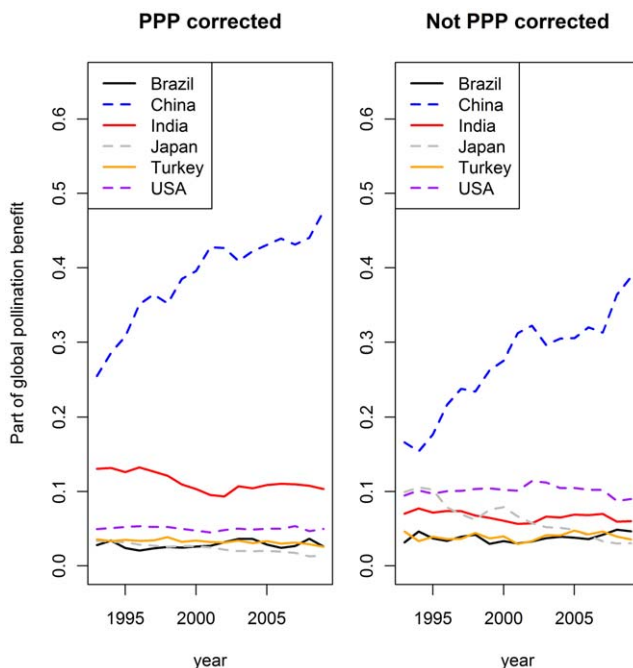 PPP corrected
Not PPP corrected
Part of global pollination benefit
0.0
0.1
0.2
0.3
0.4
0.5
0.6
Brazil
China
India
Japan
Turkey
USA
1995 2000 2005
year
0.0
0.1
0.2
0.3
0.4
0.5
0.6
Brazil
China
India
Japan
Turkey
USA
1995 2000 2005
year